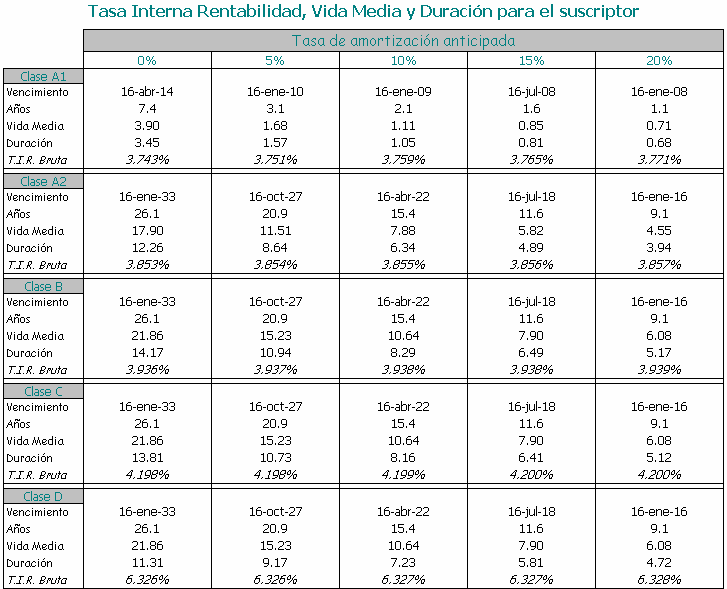 Tasa Interna Rentabilidad, Vida Media y Duración para el suscriptor
Tasa de amortización anticipada
0% 5% 10% 15% 20%
Clase A1
Vencimiento 16-abr-14 16-ene-10 16-ene-09 16-jul-08 16-ene-08
Años 7.4 3.1 2.1 1.6 1.1
Vida Media 3.90 1.68 1.11 0.85 0.71
Duración 3.45 1.57 1.05 0.81 0.68
T.I.R. Bruta 3.743% 3.751% 3.759% 3.765% 3.771%
Clase A2
Vencimiento 16-ene-33 16-oct-27 16-abr-22 16-jul-18 16-ene-16
Años 26.1 20.9 15.4 11.6 9.1
Vida Media 17.90 11.51 7.88 5.82 4.55
Duración 12.26 8.64 6.34 4.89 3.94
T.I.R. Bruta 3.853% 3.854% 3.855% 3.856% 3.857%
Clase B
Vencimiento 16-ene-33 16-oct-27 16-abr-22 16-jul-18 16-ene-16
Años 26.1 20.9 15.4 11.6 9.1
Vida Media 21.86 15.23 10.64 7.90 6.08
Duración 14.17 10.94 8.29 6.49 5.17
T.I.R. Bruta 3.936% 3.937% 3.938% 3.938% 3.939%
Clase C
Vencimiento 16-ene-33 16-oct-27 16-abr-22 16-jul-18 16-ene-16
Años 26.1 20.9 15.4 11.6 9.1
Vida Media 21.86 15.23 10.64 7.90 6.08
Duración 13.81 10.73 8.16 6.41 5.12
T.I.R. Bruta 4.198% 4.198% 4.199% 4.200% 4.200%
Clase D
Vencimiento 16-ene-33 16-oct-27 16-abr-22 16-jul-18 16-ene-16
Años 26.1 20.9 15.4 11.6 9.1
Vida Media 21.86 15.23 10.64 7.90 6.08
Duración 11.31 9.17 7.23 5.81 4.72
T.I.R. Bruta 6.326% 6.326% 6.327% 6.327% 6.328%